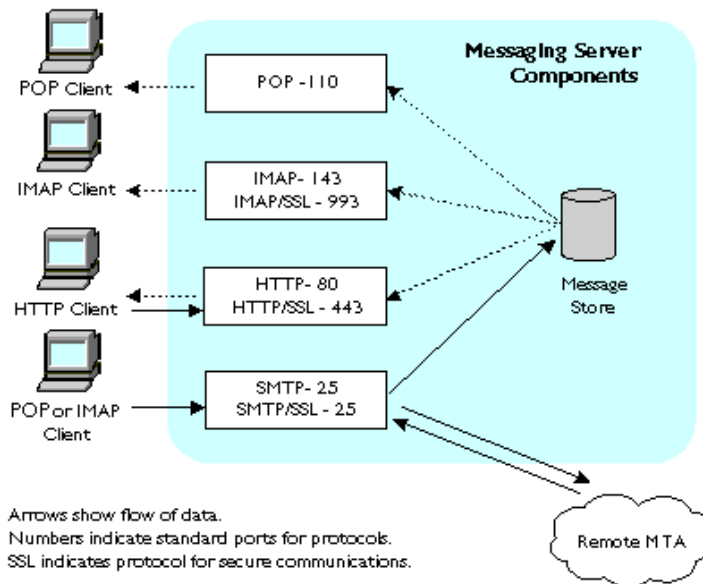 Messaging Server
Components
POP Client
POP -110
IMAP Client
IMAP- 143
IMAP/SSL - 993
HTTP Client
HTTP- 80
HTTP/SSL - 443
Message
Store
POP or IMAP
Client
SMTP- 25
SMTP/SSL - 25
Remote MTA
Arrows show flow of data.
Numbers indicate standard ports for protocols.
SSL indicates protocol for secure communications.